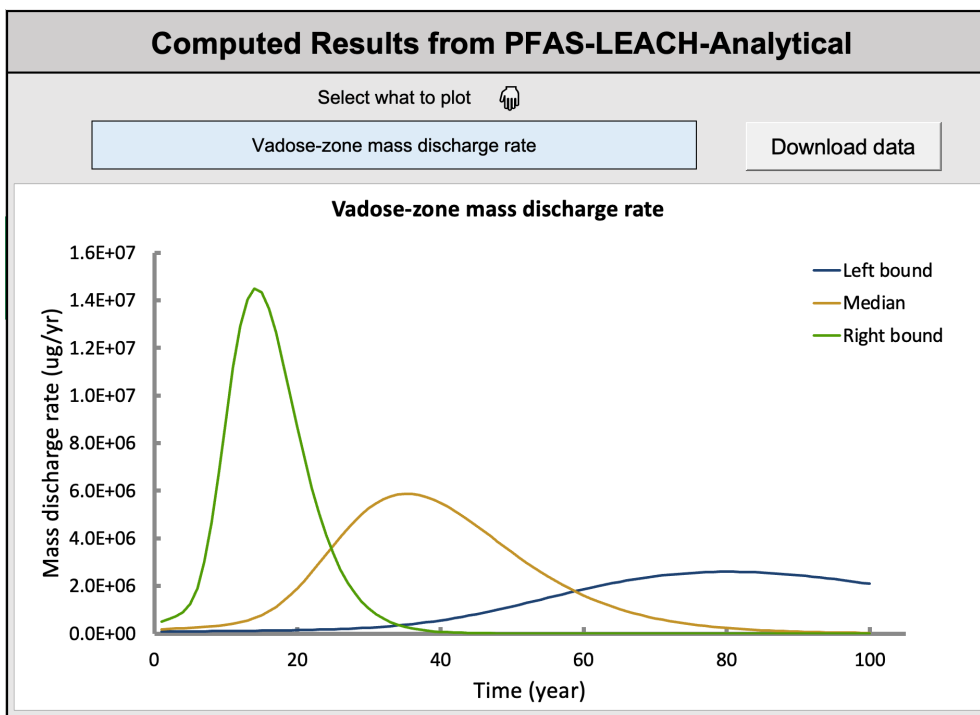 Computed Results from PFAS-LEACH-Analytical
Select what to plot
Vadose-zone mass discharge rate
Download data
Vadose-zone mass discharge rate
Mass discharge rate (ug/yr)
1.6E+07
1.4E+07
1.2E+07
1.0E+07
8.0E+06
6.0E+06
4.0E+06
2.0E+06
0.0E+00
Left bound
Median
Right bound
0 20 40 60 80 100
Time (year)